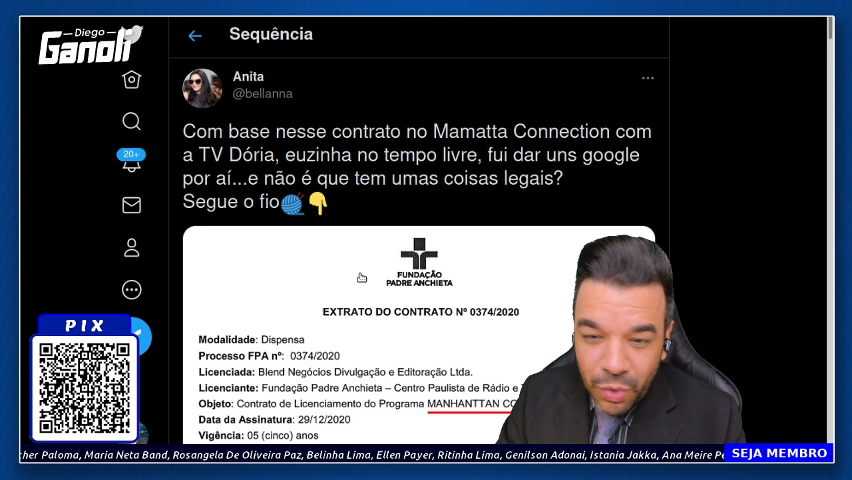 Diego
Ganoli
Sequência
Anita
@bellanna
20+
Com base nesse contrato no Mamatta Connection com
a TV Dória, euzinha no tempo livre, fui dar uns google
por aí...e não é que tem umas coisas legais?
Segue o fio🧶👇
FUNDAÇÃO
PADRE ANCHIETA
EXTRATO DO CONTRATO Nº 0374/2020
Modalidade: Dispensa
Processo FPA nº: 0374/2020
Licenciada: Blend Negócios Divulgação e Editoração Ltda.
Licenciante: Fundação Padre Anchieta – Centro Paulista de Rádio e
Objeto: Contrato de Licenciamento do Programa MANHANTTAN
Data da Assinatura: 29/12/2020
Vigência: 05 (cinco) anos
PIX
Paloma, Maria Neta Band, Rosangela De Oliveira Paz, Belinha Lima, Ellen Payer, Ritinha Lima, Genilson Adonai, Istania Jakka, Ana Meire
SEJA MEMBRO